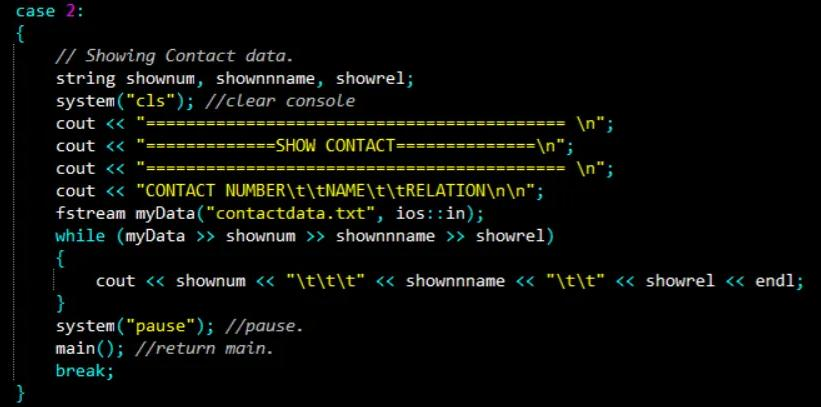 case 2:
{
// Showing Contact data.
string shownum, shownnname, showrel;
system("cls"); //clear console
cout << "========================================== \n";
cout << "=============SHOW CONTACT==============\n";
cout << "========================================== \n";
cout << "CONTACT NUMBER\t\tNAME\t\tRELATION\n\n";
fstream myData("contactdata.txt", ios::in);
while (myData >> shownum >> shownnname >> showrel)
{
cout << shownum << "\t\t\t" << shownnname << "\t\t" << showrel << endl;
}
system("pause"); //pause.
main(); //return main.
break;
}